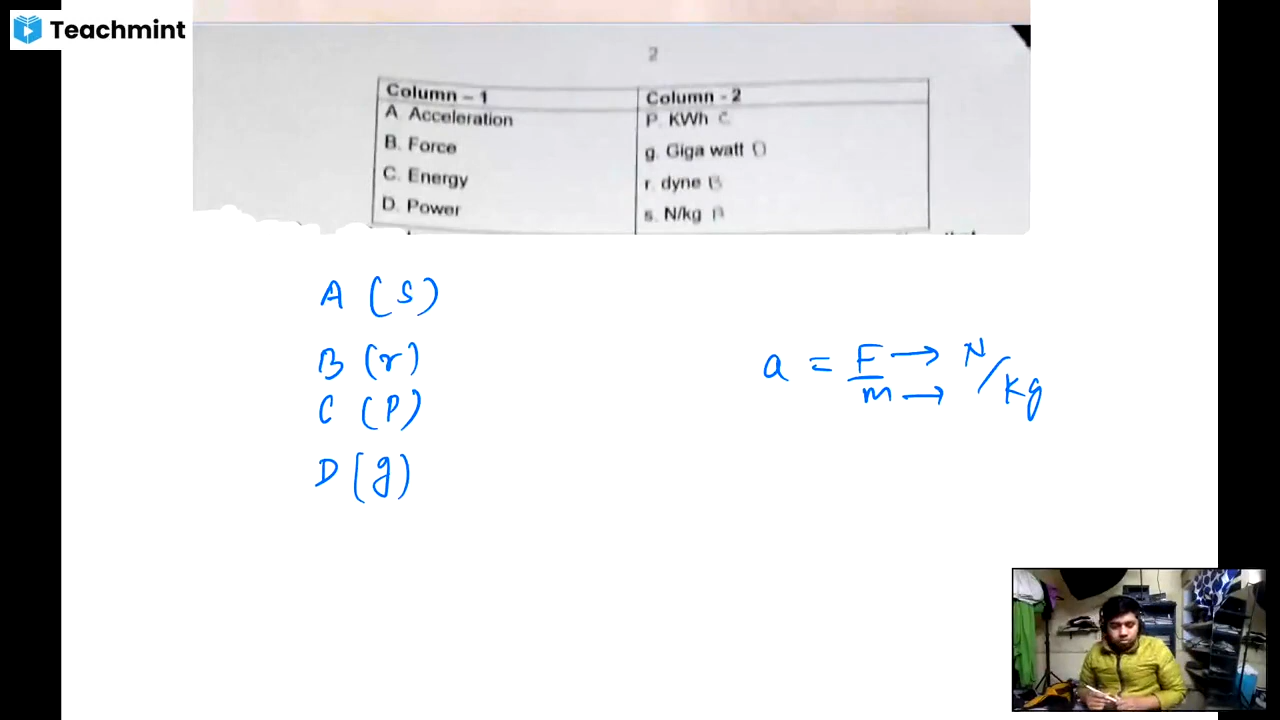 Teachmint
2
Column - 1 Column - 2
A Acceleration P. KWh C
B. Force g. Giga watt D
C. Energy r. dyne B
D. Power s. N/kg A
A (S)
B (r)
C (P)
D (g)
a = F → N
m → /kg